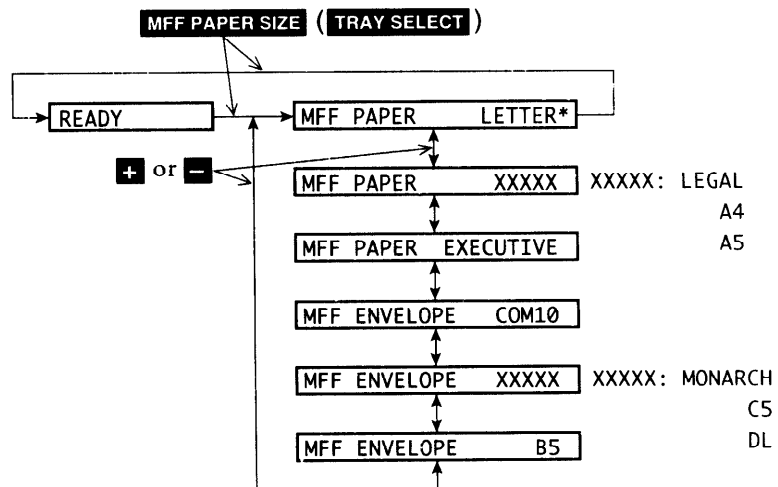 MFF PAPER SIZE ( TRAY SELECT )
READY
MFF PAPER LETTER*
+ or −
MFF PAPER XXXXX XXXXX: LEGAL
A4
A5
MFF PAPER EXECUTIVE
MFF ENVELOPE COM10
MFF ENVELOPE XXXXX XXXXX: MONARCH
C5
DL
MFF ENVELOPE B5